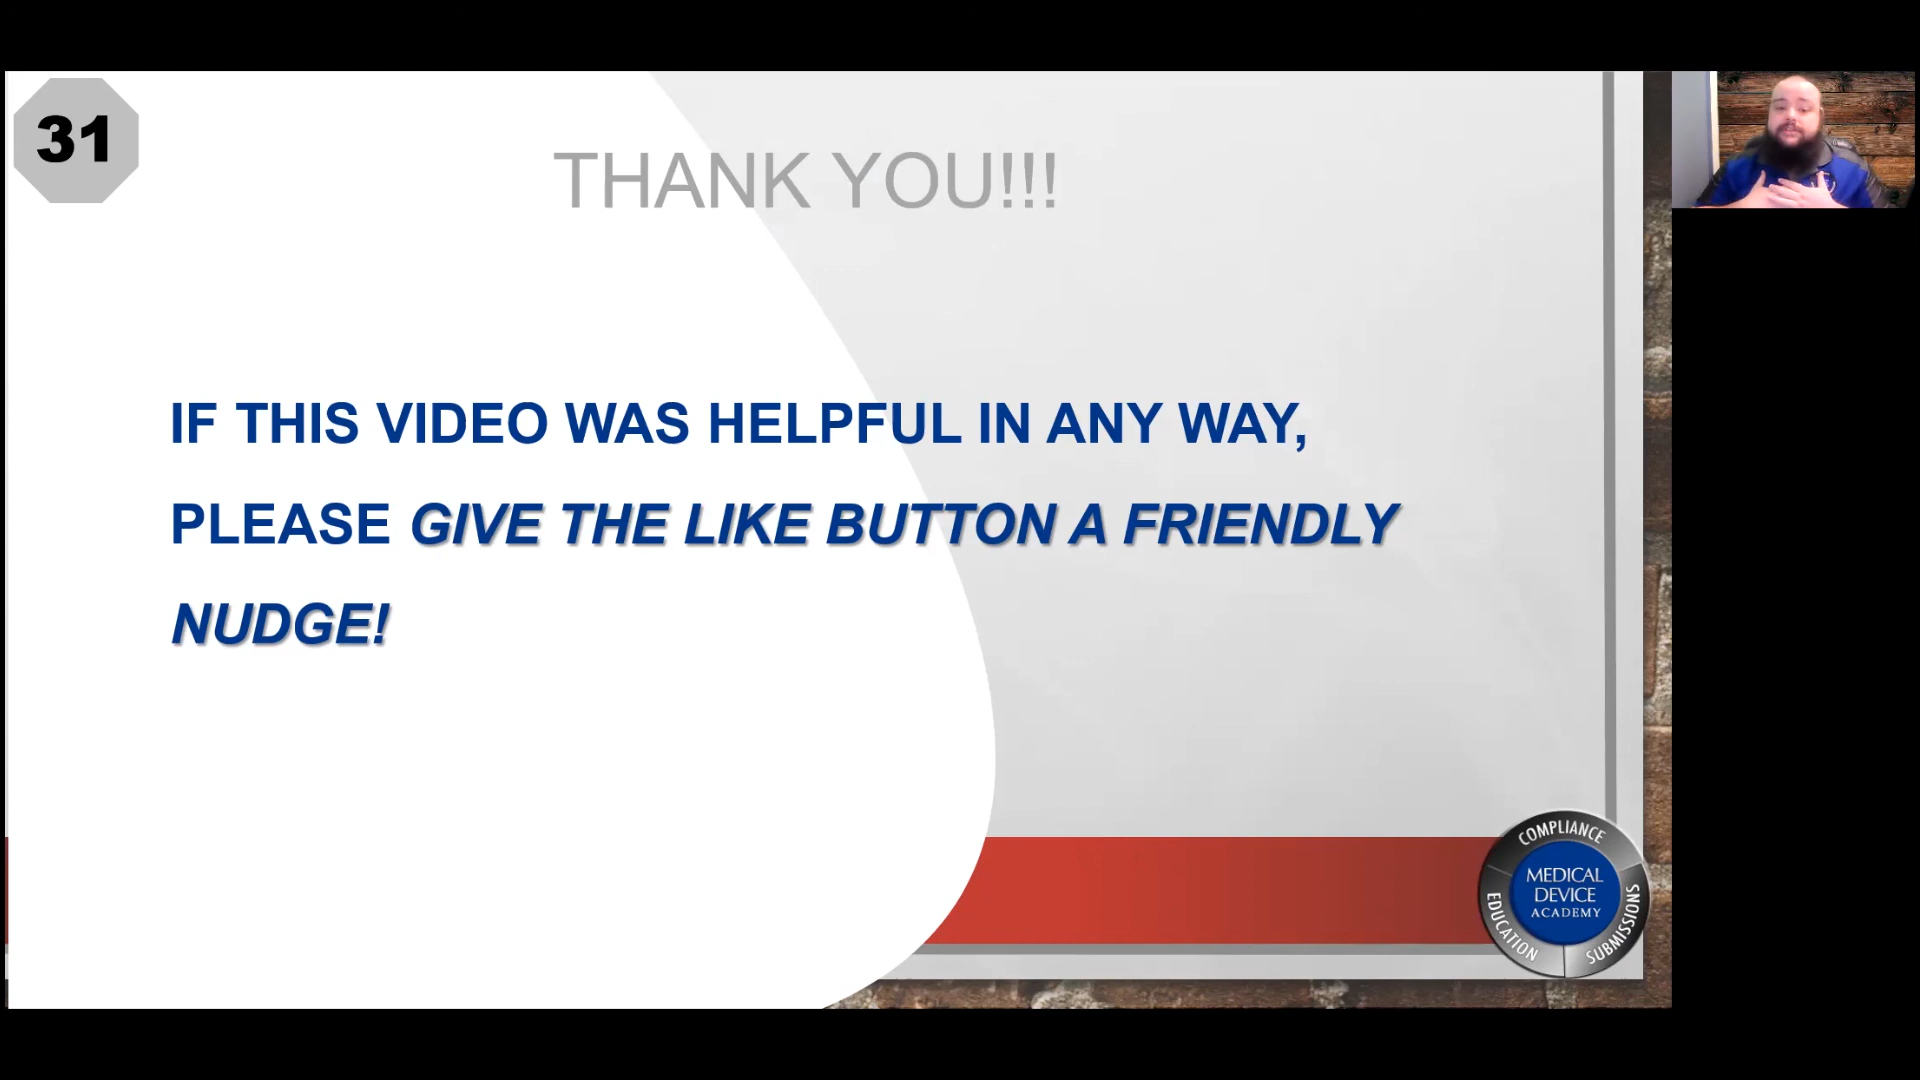 31
THANK YOU!!!
IF THIS VIDEO WAS HELPFUL IN ANY WAY,
PLEASE GIVE THE LIKE BUTTON A FRIENDLY
NUDGE!
COMPLIANCE
MEDICAL
DEVICE
ACADEMY
EDUCATION
SUBMISSIONS